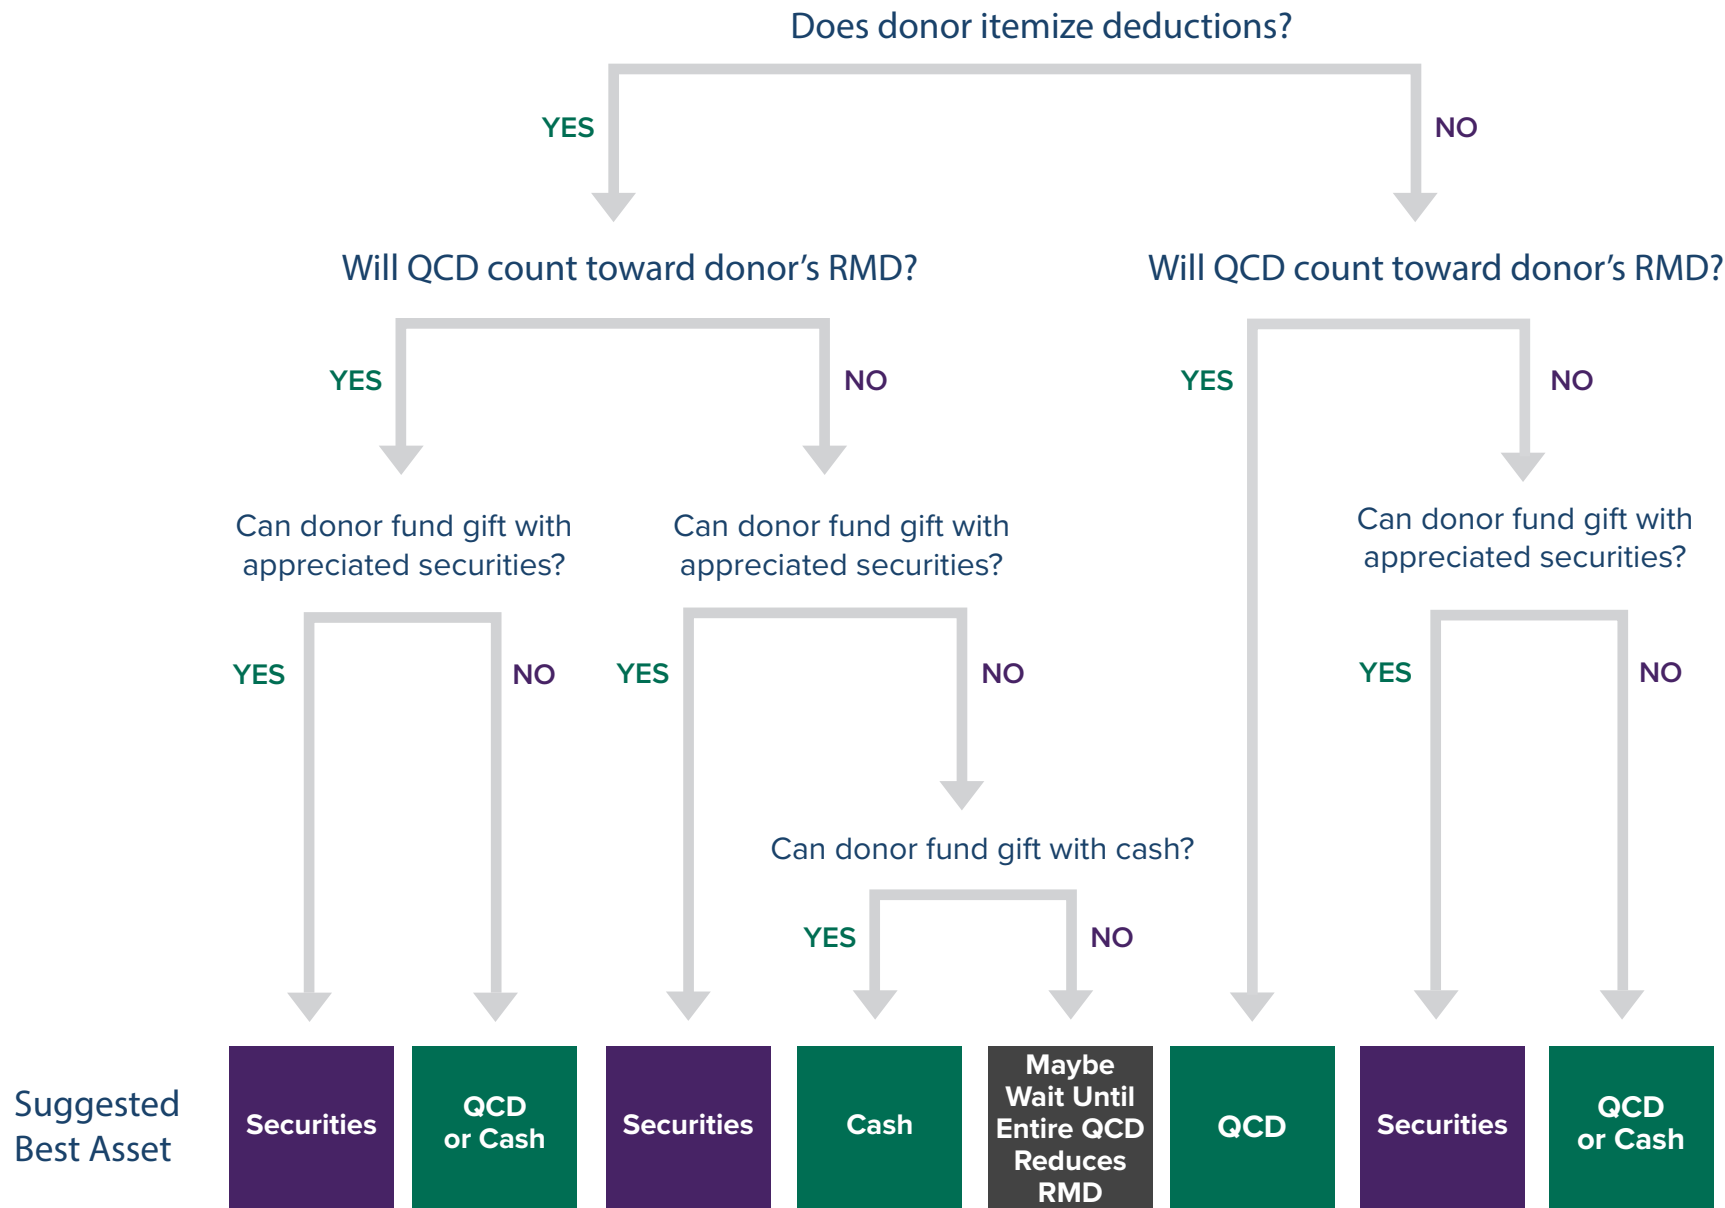 Does donor itemize deductions?
YES
NO
Will QCD count toward donor’s RMD?
Will QCD count toward donor’s RMD?
YES
NO
YES
NO
Can donor fund gift with
appreciated securities?
Can donor fund gift with
appreciated securities?
Can donor fund gift with
appreciated securities?
YES
NO
YES
NO
YES
NO
Can donor fund gift with cash?
YES
NO
Suggested
Best Asset
Securities
QCD
or Cash
Securities
Cash
Maybe
Wait Until
Entire QCD
Reduces
RMD
QCD
Securities
QCD
or Cash